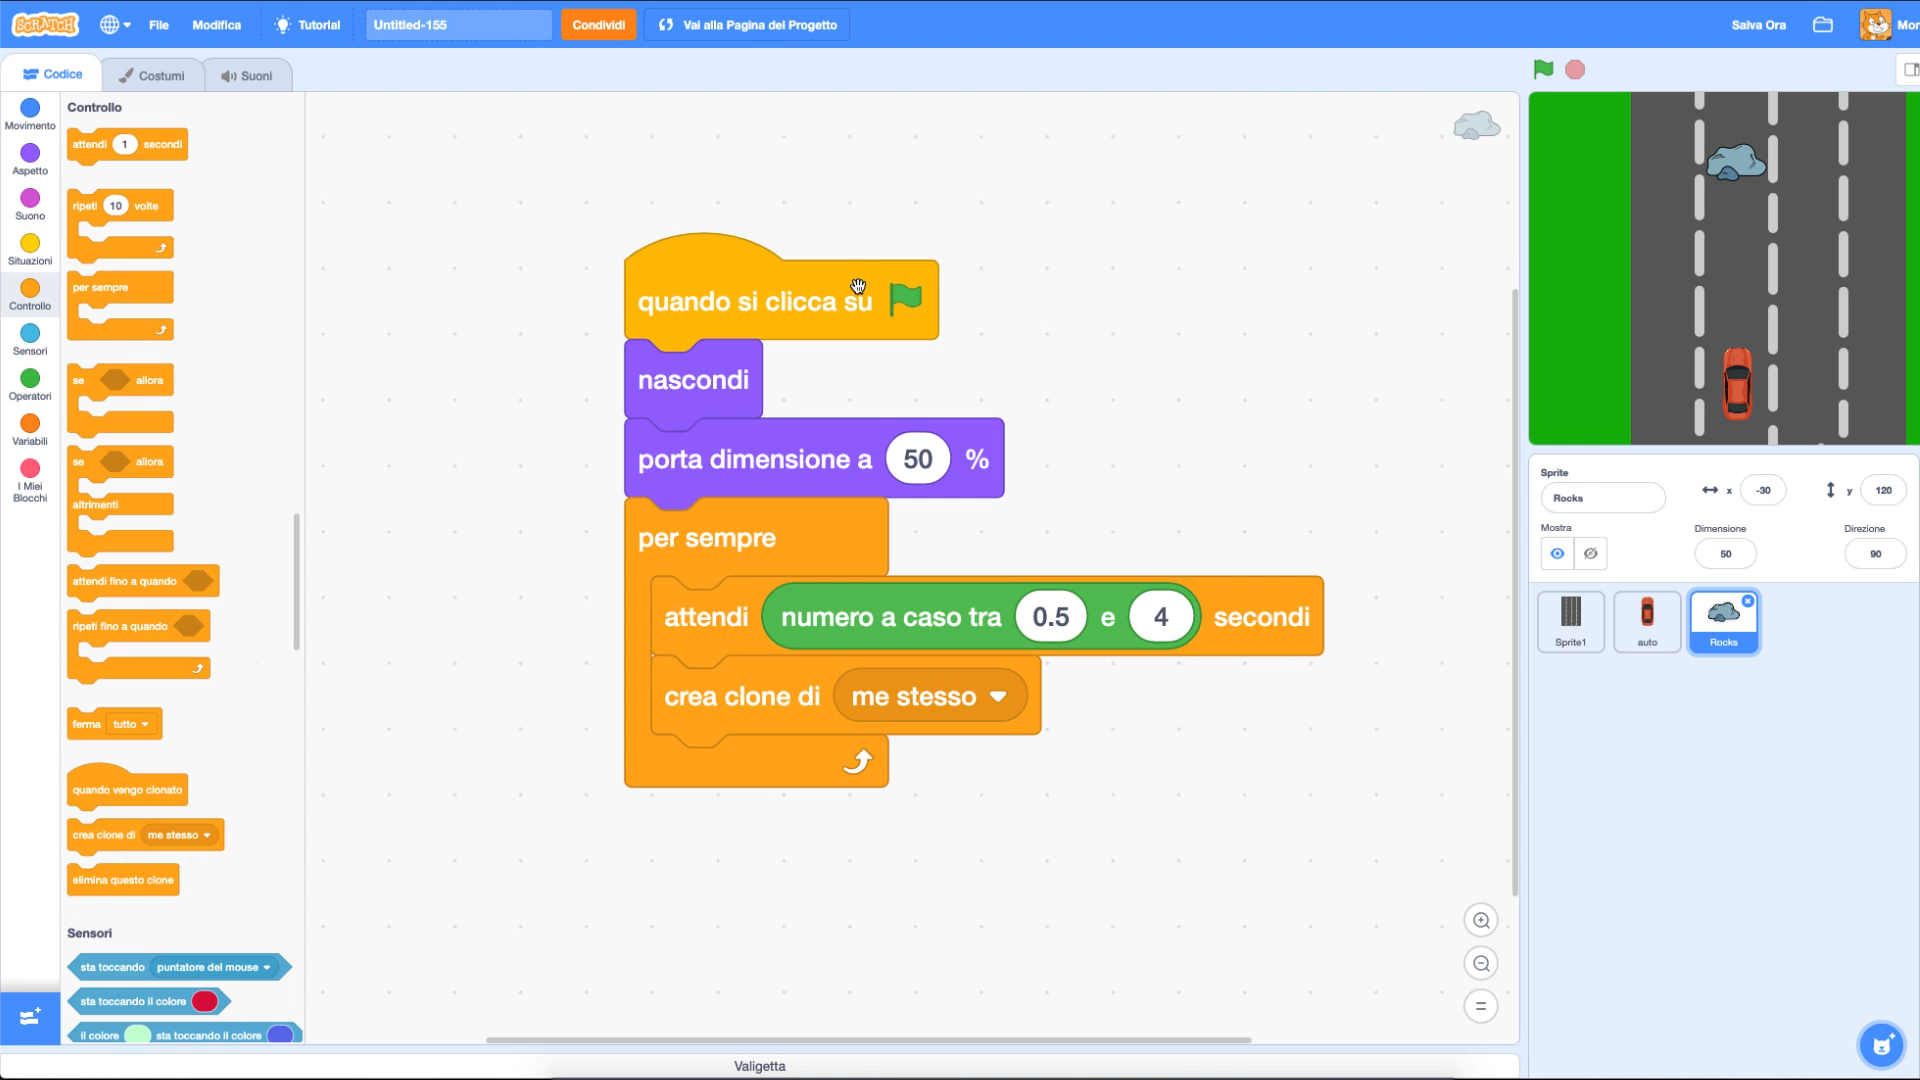 SCRATCH File Modifica Tutorial Untitled-155 Condividi Vai alla Pagina del Progetto Salva Ora Mor
Codice Costumi Suoni
Movimento
Aspetto
Suono
Situazioni
Controllo
Sensori
Operatori
Variabili
I Miei
Blocchi
Controllo
attendi 1 secondi
ripeti 10 volte
per sempre
se allora
se allora
altrimenti
attendi fino a quando
ripeti fino a quando
ferma tutto
quando vengo clonato
crea clone di me stesso
elimina questo clone
Sensori
sta toccando puntatore del mouse
sta toccando il colore
il colore sta toccando il colore
quando si clicca su
nascondi
porta dimensione a 50 %
per sempre
attendi numero a caso tra 0.5 e 4 secondi
crea clone di me stesso
Valigetta
Sprite
Rocks x -30 y 120
Mostra Dimensione Direzione
50 90
Sprite1 auto Rocks